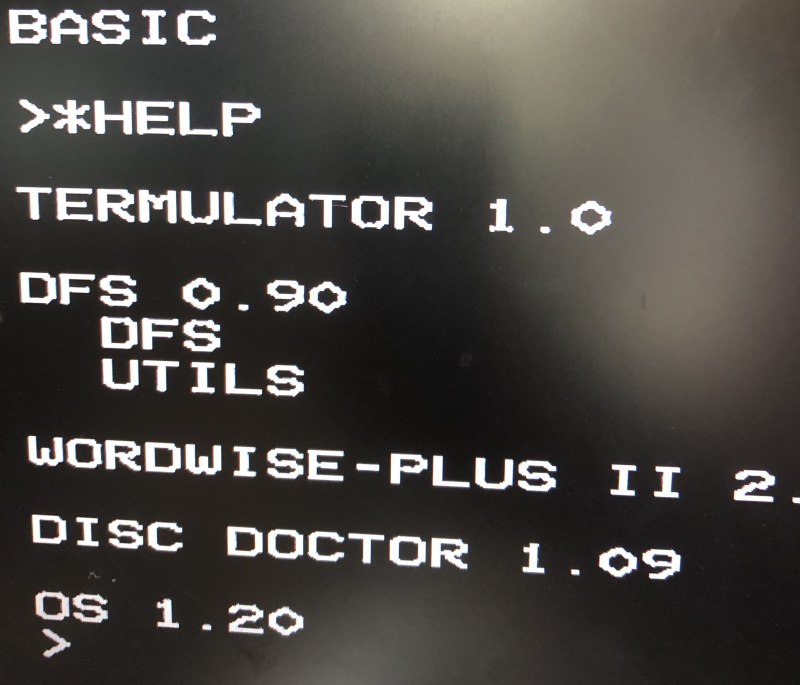 BASIC
>*HELP
TERMULATOR 1.0
DFS 0.90
DFS
UTILS
WORDWISE-PLUS II 2.
DISC DOCTOR 1.09
OS 1.20
>